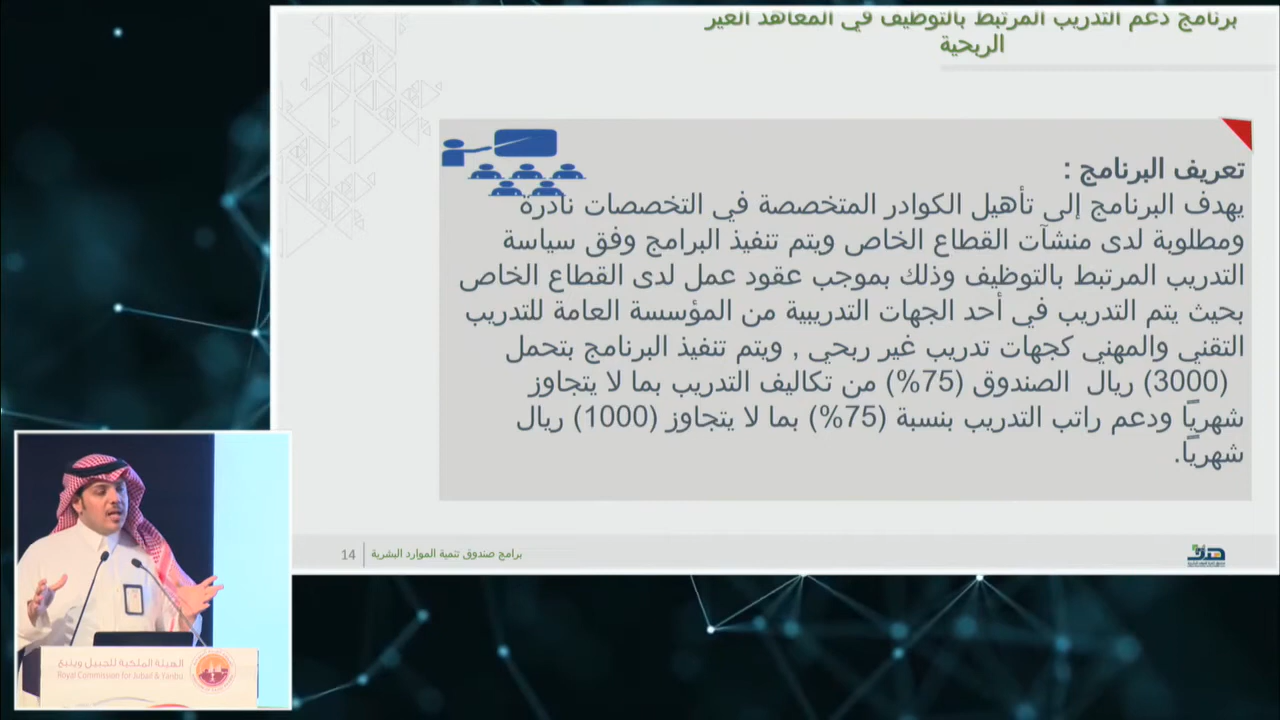 برنامج دعم التدريب المرتبط بالتوظيف في المعاهد الغير
الربحية
تعريف البرنامج :
يهدف البرنامج إلى تأهيل الكوادر المتخصصة في التخصصات نادرة
ومطلوبة لدى منشآت القطاع الخاص ويتم تنفيذ البرامج وفق سياسة
التدريب المرتبط بالتوظيف وذلك بموجب عقود عمل لدى القطاع الخاص
بحيث يتم التدريب في أحد الجهات التدريبية من المؤسسة العامة للتدريب
التقني والمهني كجهات تدريب غير ربحي , ويتم تنفيذ البرنامج بتحمل
(3000) ريال الصندوق (75%) من تكاليف التدريب بما لا يتجاوز
شهريًا ودعم راتب التدريب بنسبة (75%) بما لا يتجاوز (1000) ريال
شهريًا.
برامج صندوق تنمية الموارد البشرية
14
هدف
الهيئة الملكية للجبيل وينبع
Royal Commission for Jubail & Yanbu